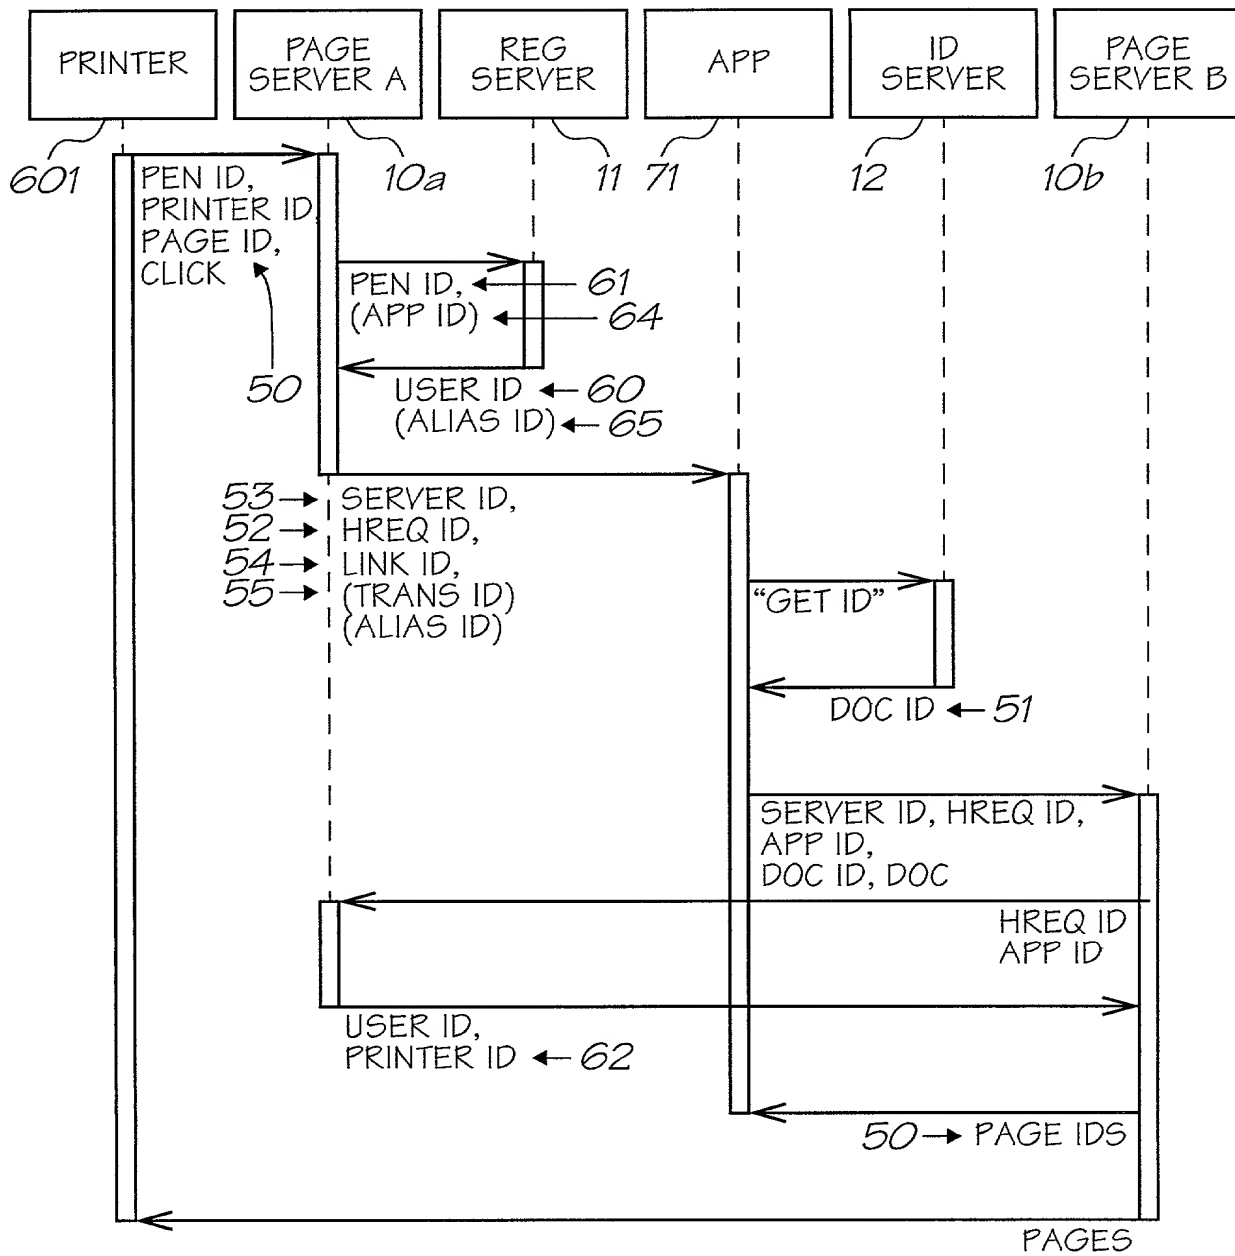 PRINTER
PAGE
SERVER A
REG
SERVER
APP
ID
SERVER
PAGE
SERVER B
601
10a
11
71
12
10b
PEN ID,
PRINTER ID
PAGE ID,
CLICK
50
PEN ID,
61
(APP ID)
64
USER ID
60
(ALIAS ID)
65
53
SERVER ID,
52
HREQ ID,
54
LINK ID,
55
(TRANS ID)
(ALIAS ID)
“GET ID”
DOC ID
51
SERVER ID, HREQ ID,
APP ID,
DOC ID, DOC
HREQ ID
APP ID
USER ID,
PRINTER ID
62
50
PAGE IDS
PAGES